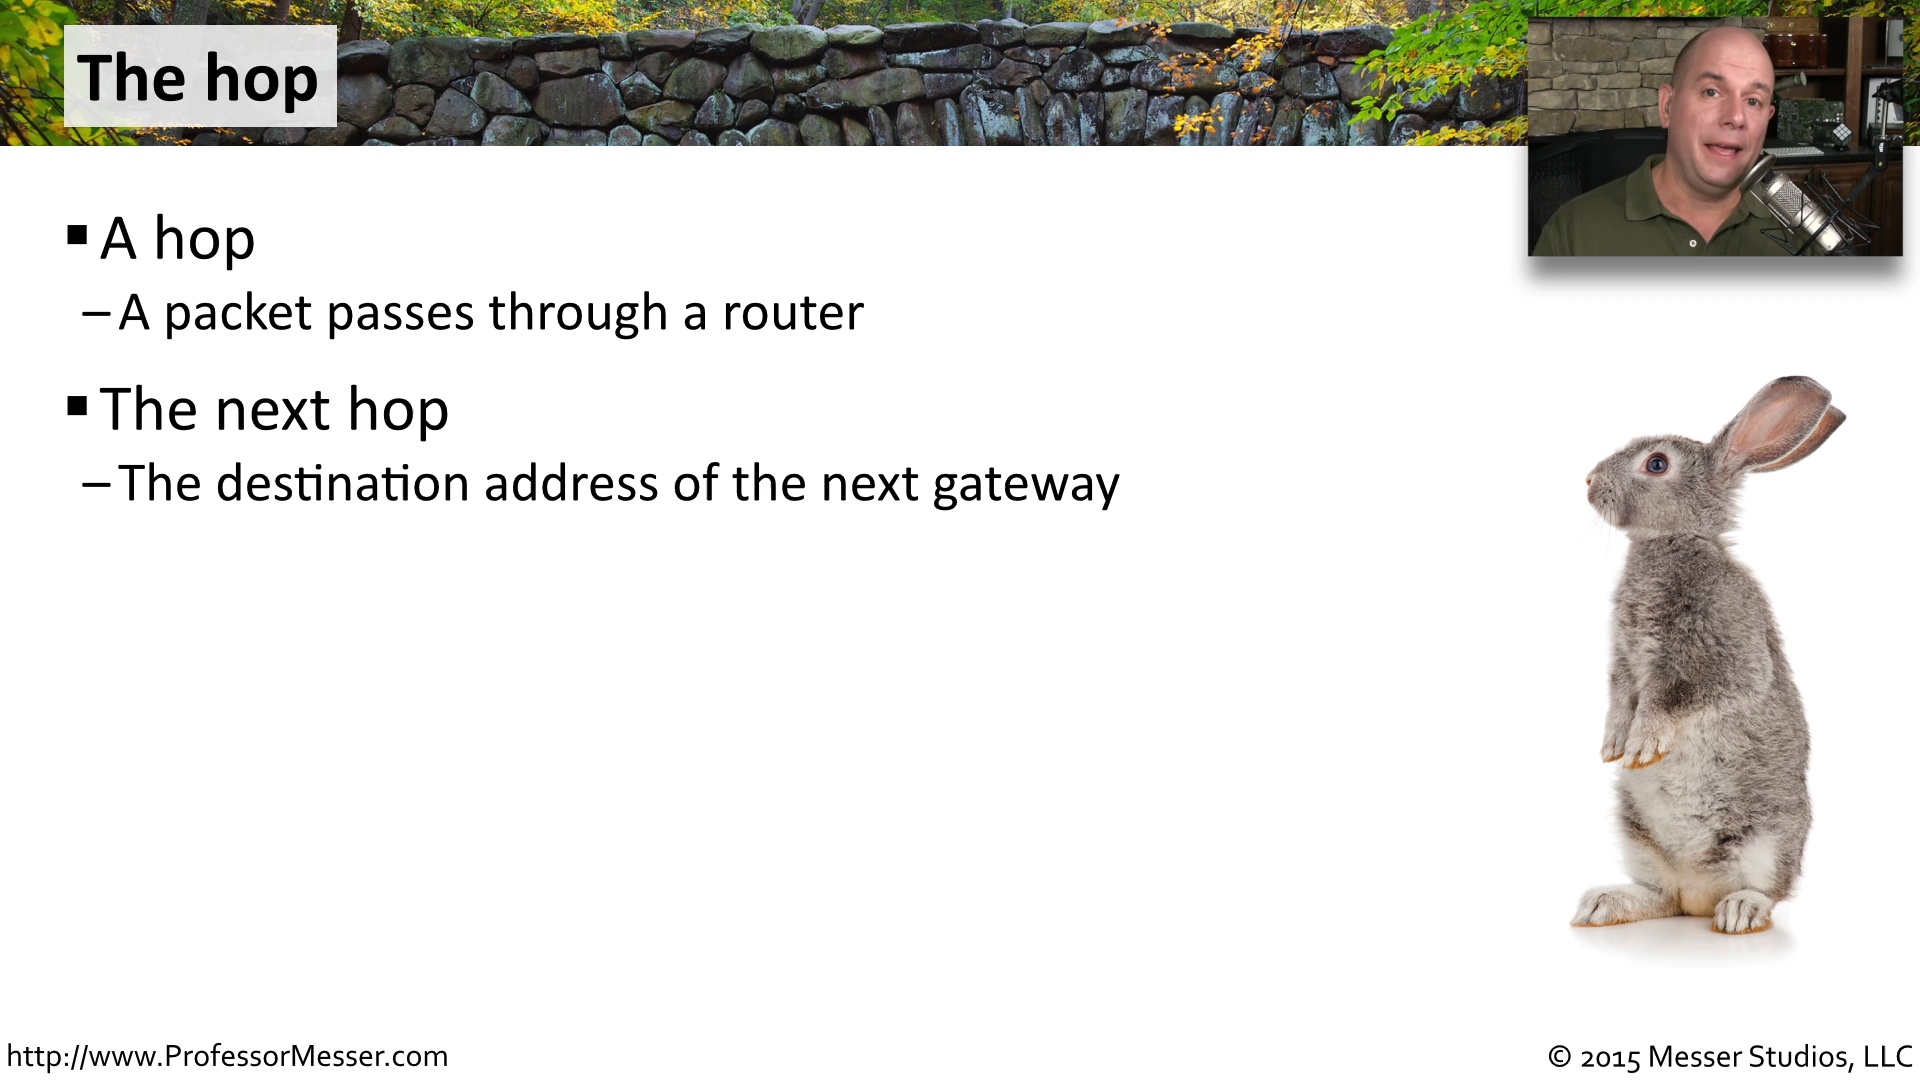 The hop
▪ A hop
– A packet passes through a router
▪ The next hop
– The destination address of the next gateway
http://www.ProfessorMesser.com
© 2015 Messer Studios, LLC